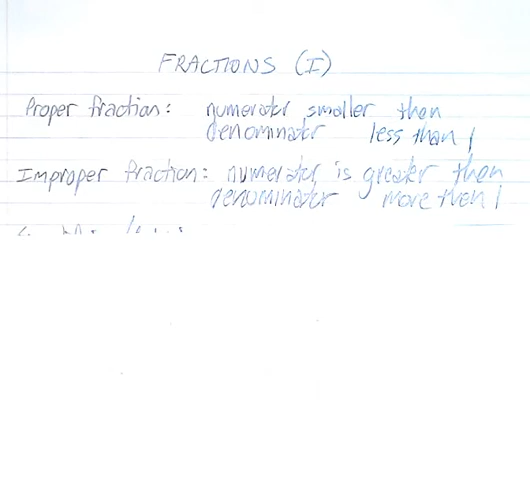 FRACTIONS (I)
Proper fraction: numerator smaller then
denominator less than 1
Improper fraction: numerator is greater then
denominator more then 1